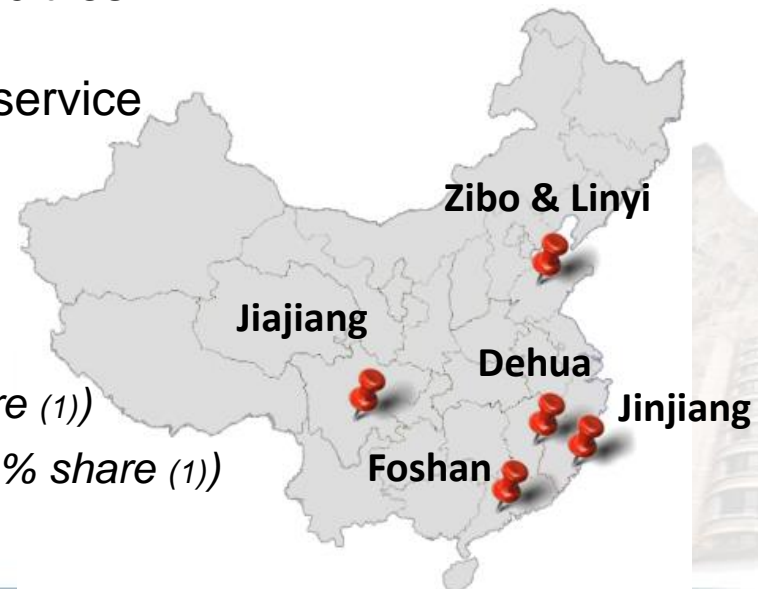 service
Zibo & Linyi
Jiajiang
Dehua
re (1))
Jinjiang
% share (1))
Foshan